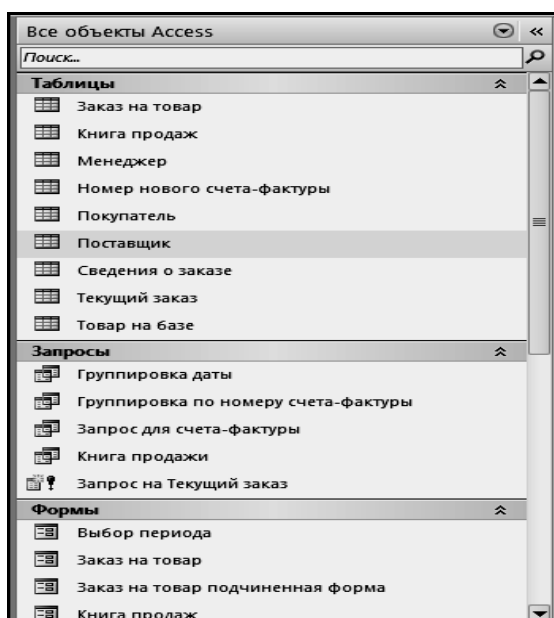 Все объекты Access
Поиск...
Таблицы
Заказ на товар
Книга продаж
Менеджер
Номер нового счета-фактуры
Покупатель
Поставщик
Сведения о заказе
Текущий заказ
Товар на базе
Запросы
Группировка даты
Группировка по номеру счета-фактуры
Запрос для счета-фактуры
Книга продажи
Запрос на Текущий заказ
Формы
Выбор периода
Заказ на товар
Заказ на товар подчиненная форма
Книга продаж